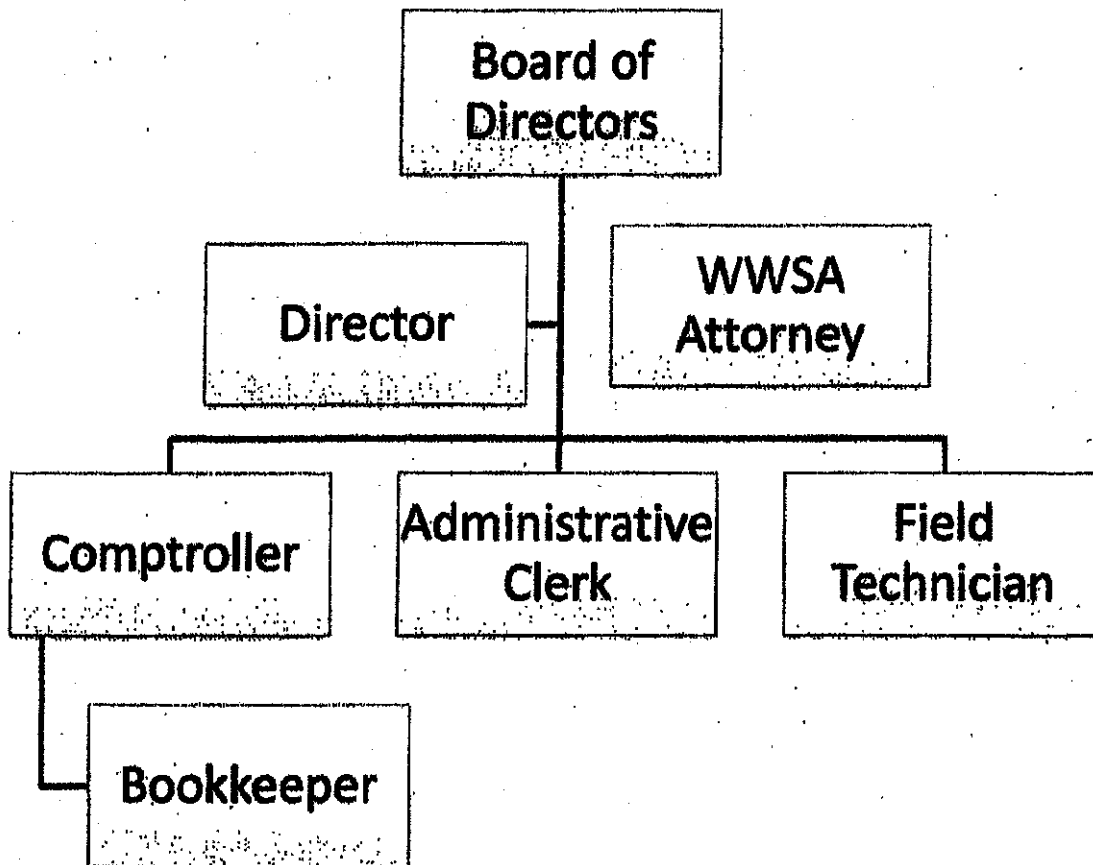 Board of
Directors
Director
WWSA
Attorney
Comptroller
Administrative
Clerk
Field
Technician
Bookkeeper